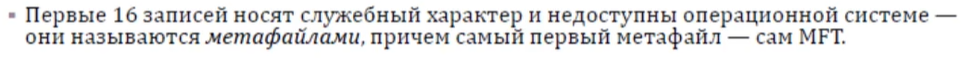 ▪ Первые 16 записей носят служебный характер и недоступны операционной системе —
они называются метафайлами, причем самый первый метафайл — сам MFT.